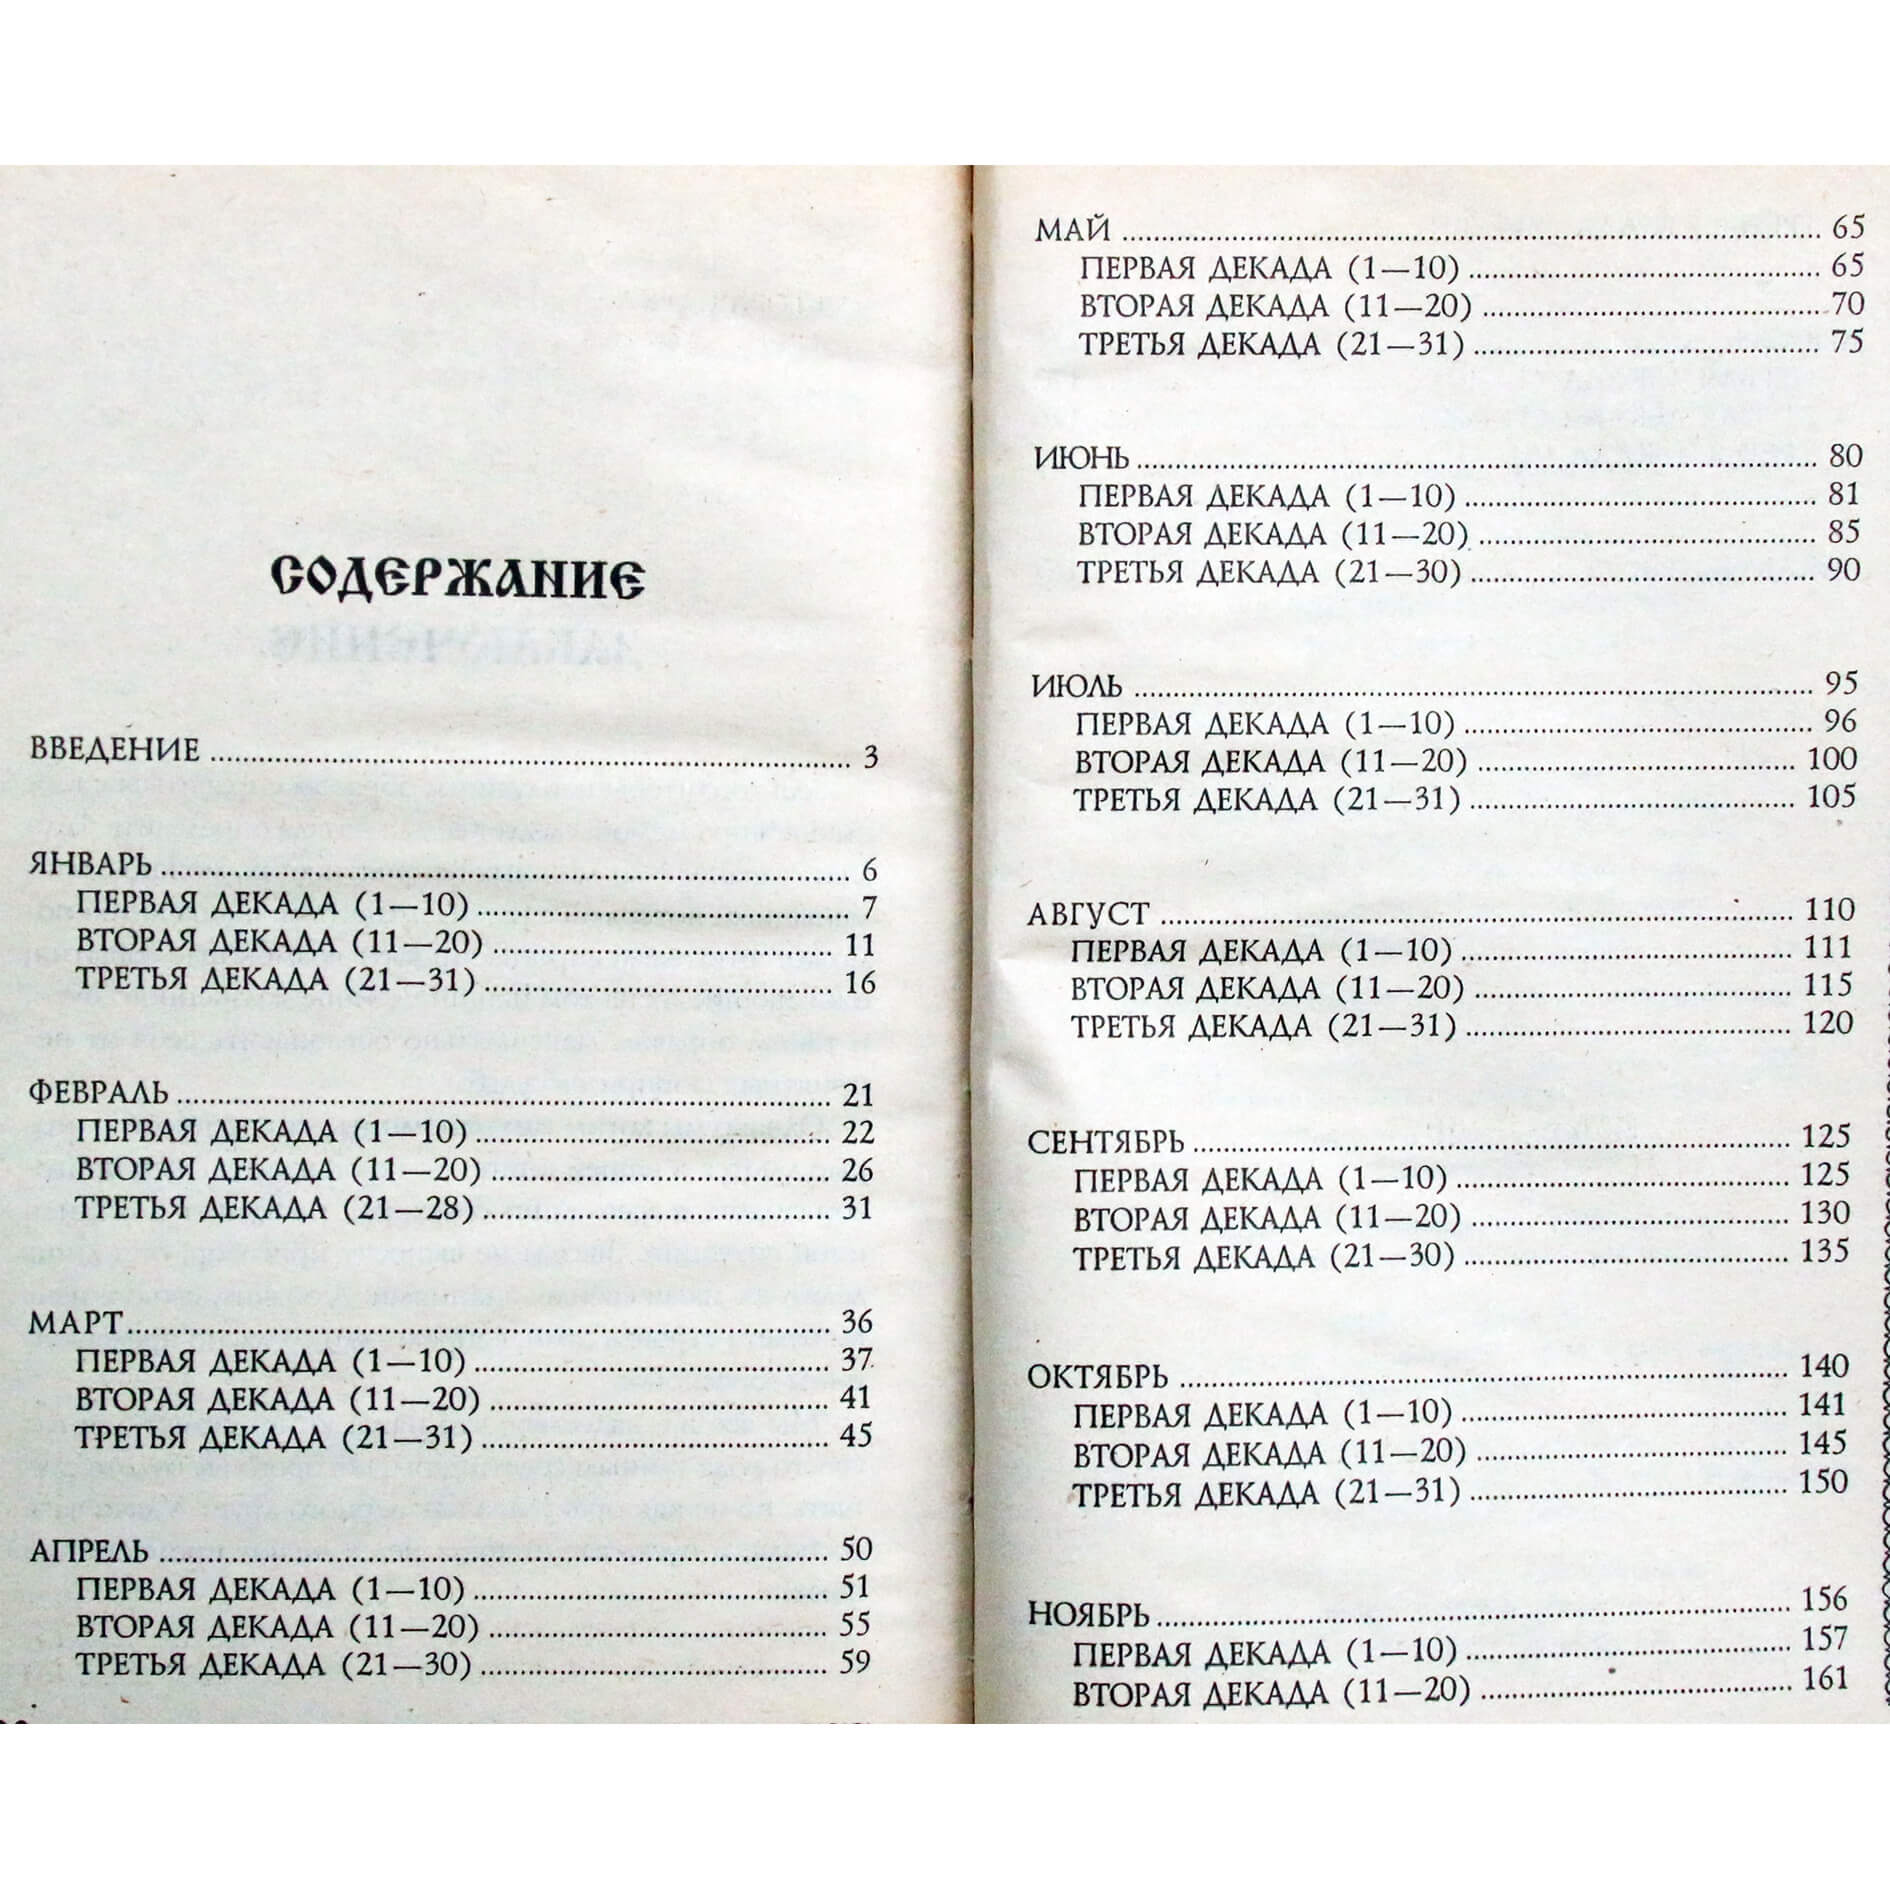 СОДЕРЖАНИЕ
ВВЕДЕНИЕ ........ 3
ЯНВАРЬ ........ 6
ПЕРВАЯ ДЕКАДА (1—10) ........ 7
ВТОРАЯ ДЕКАДА (11—20) ........ 11
ТРЕТЬЯ ДЕКАДА (21—31) ........ 16
ФЕВРАЛЬ ........ 21
ПЕРВАЯ ДЕКАДА (1—10) ........ 22
ВТОРАЯ ДЕКАДА (11—20) ........ 26
ТРЕТЬЯ ДЕКАДА (21—28) ........ 31
МАРТ ........ 36
ПЕРВАЯ ДЕКАДА (1—10) ........ 37
ВТОРАЯ ДЕКАДА (11—20) ........ 41
ТРЕТЬЯ ДЕКАДА (21—31) ........ 45
АПРЕЛЬ ........ 50
ПЕРВАЯ ДЕКАДА (1—10) ........ 51
ВТОРАЯ ДЕКАДА (11—20) ........ 55
ТРЕТЬЯ ДЕКАДА (21—30) ........ 59
МАЙ ........ 65
ПЕРВАЯ ДЕКАДА (1—10) ........ 65
ВТОРАЯ ДЕКАДА (11—20) ........ 70
ТРЕТЬЯ ДЕКАДА (21—31) ........ 75
ИЮНЬ ........ 80
ПЕРВАЯ ДЕКАДА (1—10) ........ 81
ВТОРАЯ ДЕКАДА (11—20) ........ 85
ТРЕТЬЯ ДЕКАДА (21—30) ........ 90
ИЮЛЬ ........ 95
ПЕРВАЯ ДЕКАДА (1—10) ........ 96
ВТОРАЯ ДЕКАДА (11—20) ........ 100
ТРЕТЬЯ ДЕКАДА (21—31) ........ 105
АВГУСТ ........ 110
ПЕРВАЯ ДЕКАДА (1—10) ........ 111
ВТОРАЯ ДЕКАДА (11—20) ........ 115
ТРЕТЬЯ ДЕКАДА (21—31) ........ 120
СЕНТЯБРЬ ........ 125
ПЕРВАЯ ДЕКАДА (1—10) ........ 125
ВТОРАЯ ДЕКАДА (11—20) ........ 130
ТРЕТЬЯ ДЕКАДА (21—30) ........ 135
ОКТЯБРЬ ........ 140
ПЕРВАЯ ДЕКАДА (1—10) ........ 141
ВТОРАЯ ДЕКАДА (11—20) ........ 145
ТРЕТЬЯ ДЕКАДА (21—31) ........ 150
НОЯБРЬ ........ 156
ПЕРВАЯ ДЕКАДА (1—10) ........ 157
ВТОРАЯ ДЕКАДА (11—20) ........ 161